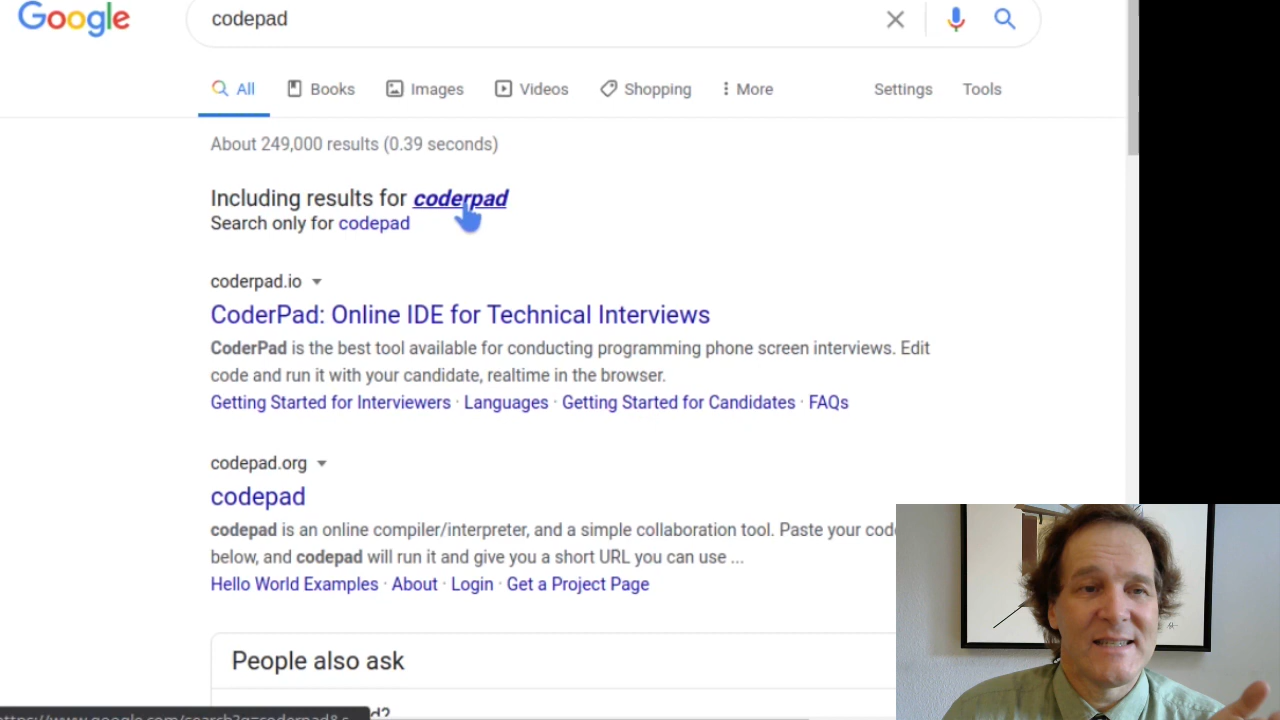 Google
codepad
All Books Images Videos Shopping More Settings Tools
About 249,000 results (0.39 seconds)
Including results for coderpad
Search only for codepad
coderpad.io
CoderPad: Online IDE for Technical Interviews
CoderPad is the best tool available for conducting programming phone screen interviews. Edit
code and run it with your candidate, realtime in the browser.
Getting Started for Interviewers · Languages · Getting Started for Candidates · FAQs
codepad.org
codepad
codepad is an online compiler/interpreter, and a simple collaboration tool. Paste your code
below, and codepad will run it and give you a short URL you can use ...
Hello World Examples · About · Login · Get a Project Page
People also ask